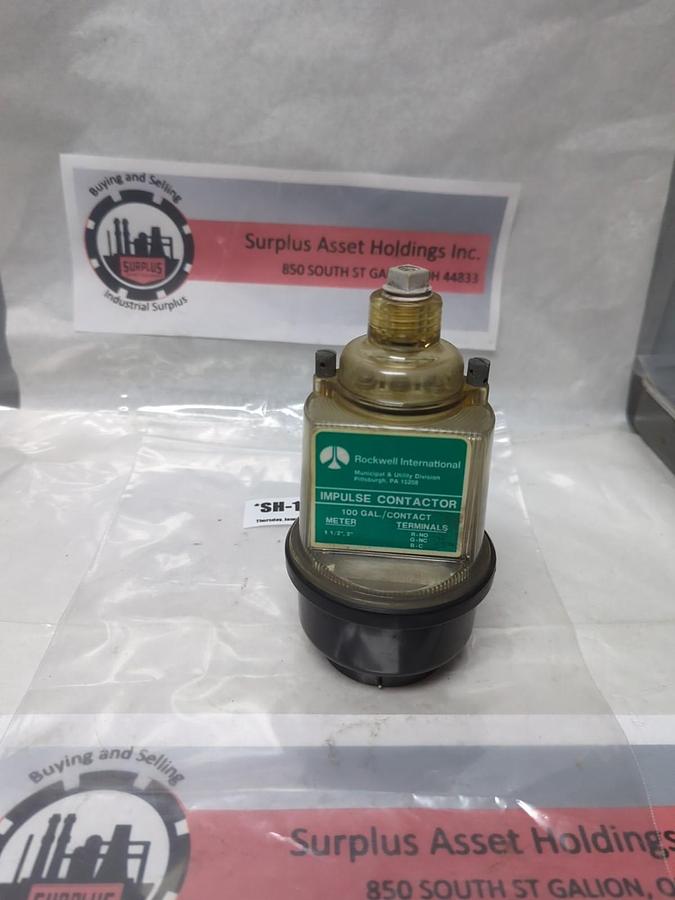 Buying and Selling
SURPLUS
Industrial Surplus
Surplus Asset Holdings Inc.
850 SOUTH ST GA OH 44833
Rockwell International
Municipal & Utility Division
Pittsburgh, PA 15208
IMPULSE CONTACTOR
100 GAL./CONTACT
METER TERMINALS
1 1/2", 2" R-NO
G-NC
B-C
*SH-1
Thursday, 
Buying and Selling
SURPLUS
Surplus Asset Holdings
850 SOUTH ST GALION, O